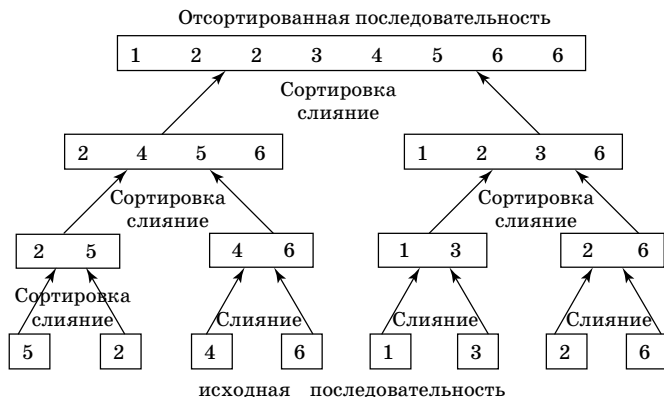 Отсортированная последовательность
1 2 2 3 4 5 6 6
Сортировка
слияние
2 4 5 6
1 2 3 6
Сортировка
слияние
Сортировка
слияние
2 5
4 6
1 3
2 6
Сортировка
слияние
Слияние
Слияние
Слияние
5
2
4
6
1
3
2
6
исходная последовательность